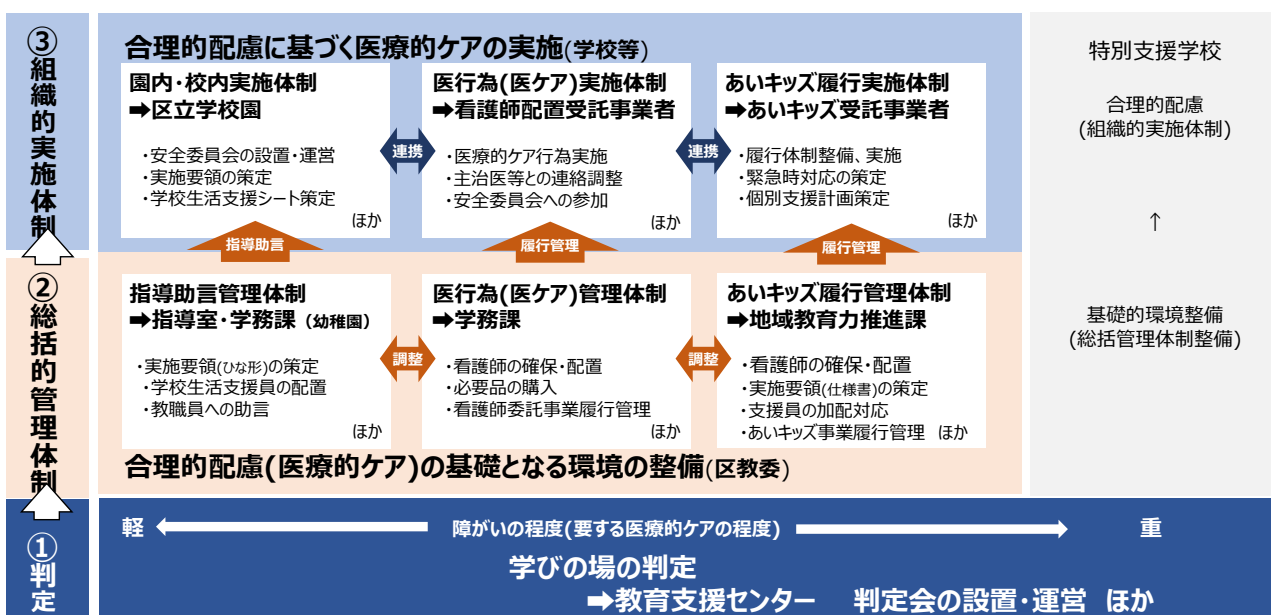 ③組織的実施体制
合理的配慮に基づく医療的ケアの実施(学校等)
園内・校内実施体制
➡区立学校園
・安全委員会の設置・運営
・実施要領の策定
・学校生活支援シート策定
ほか
連携
医行為(医ケア)実施体制
➡看護師配置受託事業者
・医療的ケア行為実施
・主治医等との連絡調整
・安全委員会への参加
ほか
連携
あいキッズ履行実施体制
➡あいキッズ受託事業者
・履行体制整備、実施
・緊急時対応の策定
・個別支援計画策定
ほか
指導助言
履行管理
履行管理
特別支援学校
合理的配慮
(組織的実施体制)
↑
基礎的環境整備
(総括管理体制整備)
②総括的管理体制
指導助言管理体制
➡指導室・学務課（幼稚園）
・実施要領(ひな形)の策定
・学校生活支援員の配置
・教職員への助言
ほか
調整
医行為(医ケア)管理体制
➡学務課
・看護師の確保・配置
・必要品の購入
・看護師委託事業履行管理
ほか
調整
あいキッズ履行管理体制
➡地域教育力推進課
・看護師の確保・配置
・実施要領(仕様書)の策定
・支援員の加配対応
・あいキッズ事業履行管理 ほか
合理的配慮(医療的ケア)の基礎となる環境の整備(区教委)
①判定
軽 障がいの程度(要する医療的ケアの程度) 重
学びの場の判定
➡教育支援センター 判定会の設置・運営 ほか